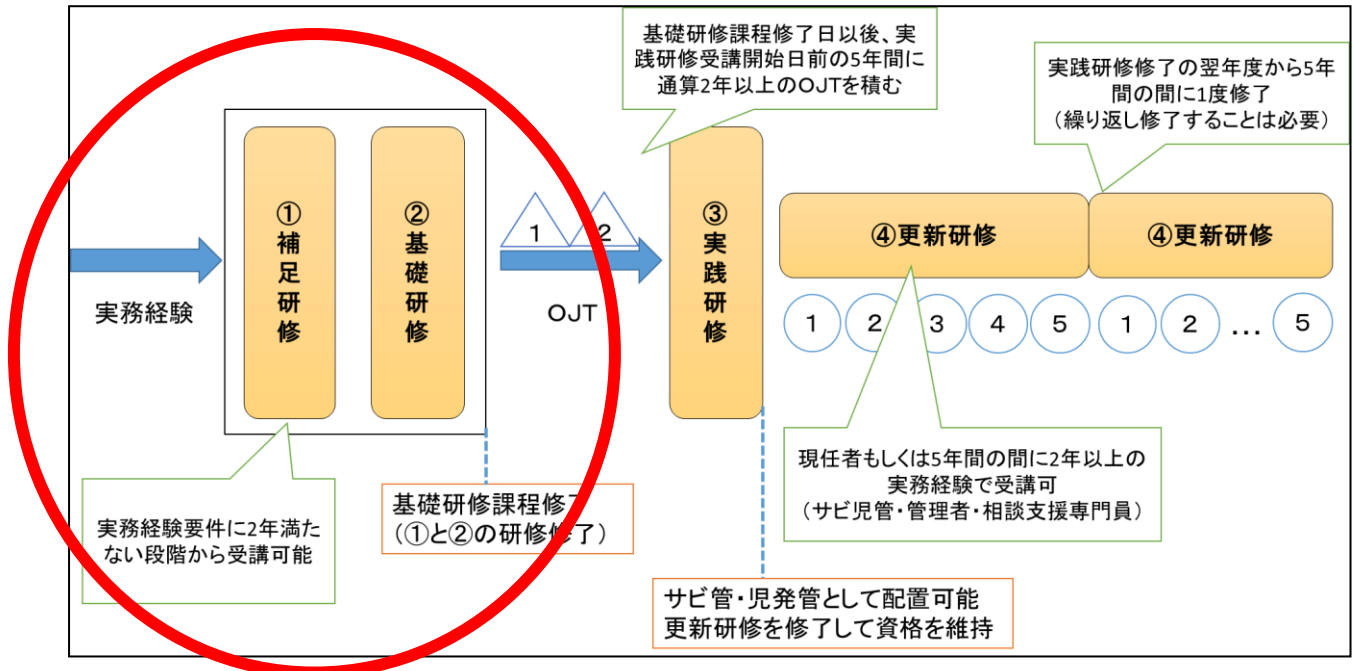 基礎研修課程修了日以後、実
践研修受講開始日前の5年間に
通算2年以上のOJTを積む
実践研修修了の翌年度から5年
間の間に1度修了
(繰り返し修了することは必要)
実務経験
①補足研修
②基礎研修
1 2
OJT
③実践研修
④更新研修
④更新研修
1 2 3 4 5 1 2 … 5
実務経験要件に2年満た
ない段階から受講可能
基礎研修課程修了
(①と②の研修修了)
現任者もしくは5年間の間に2年以上の
実務経験で受講可
(サビ児管・管理者・相談支援専門員)
サビ管・児発管として配置可能
更新研修を修了して資格を維持